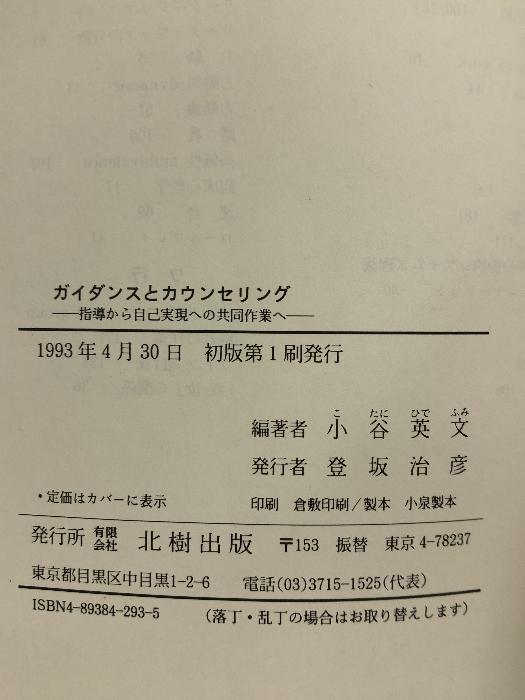 ガイダンスとカウンセリング
――指導から自己実現への共同作業へ――
1993年4月30日 初版第1刷発行
こ たに ひで ふみ
編著者 小谷英文
発行者 登坂治彦
・定価はカバーに表示 印刷 倉敷印刷/製本 小泉製本
発行所 有限会社 北樹出版 〒153 振替 東京4-78237
東京都目黒区中目黒1-2-6 電話(03)3715-1525(代表)
ISBN4-89384-293-5 (落丁・乱丁の場合はお取り替えします)